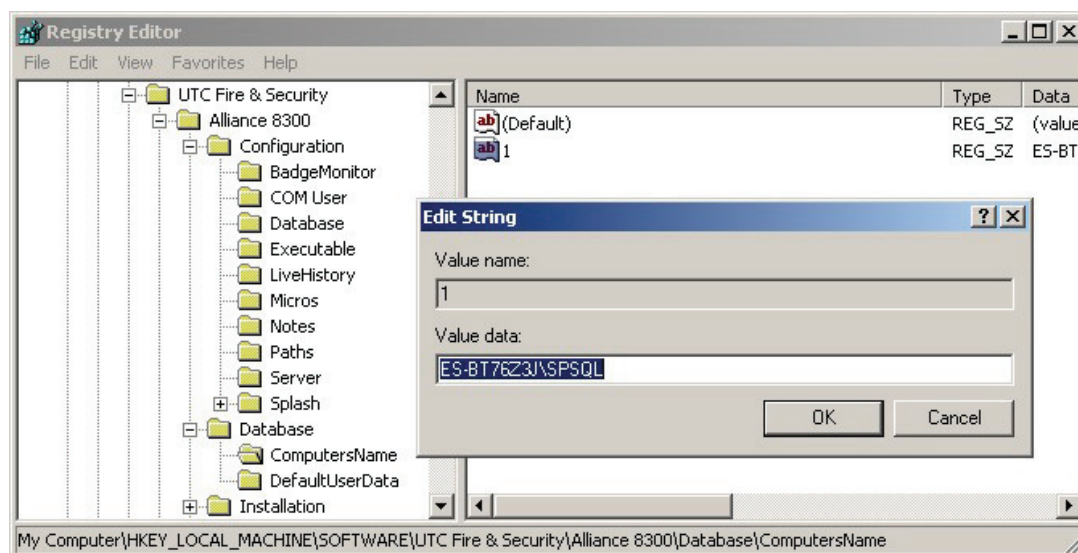 Registry Editor
File Edit View Favorites Help
UTC Fire & Security
Alliance 8300
Configuration
BadgeMonitor
COM User
Database
Executable
LiveHistory
Micros
Notes
Paths
Server
Splash
Database
ComputersName
DefaultUserData
Installation
Name Type Data
(Default) REG_SZ (value
1 REG_SZ ES-BT
Edit String
Value name:
1
Value data:
ES-BT76Z3J\SPSQL
OK Cancel
My Computer\HKEY_LOCAL_MACHINE\SOFTWARE\UTC Fire & Security\Alliance 8300\Database\ComputersName